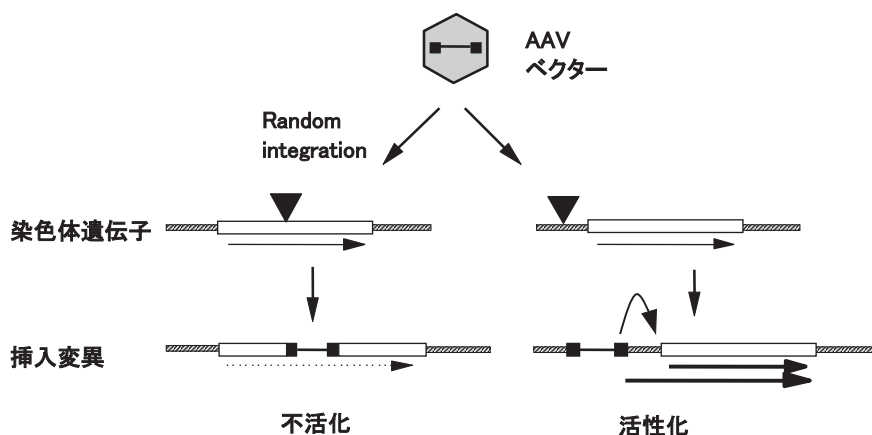 AAV
ベクター
Random
integration
染色体遺伝子
挿入変異
不活化
活性化